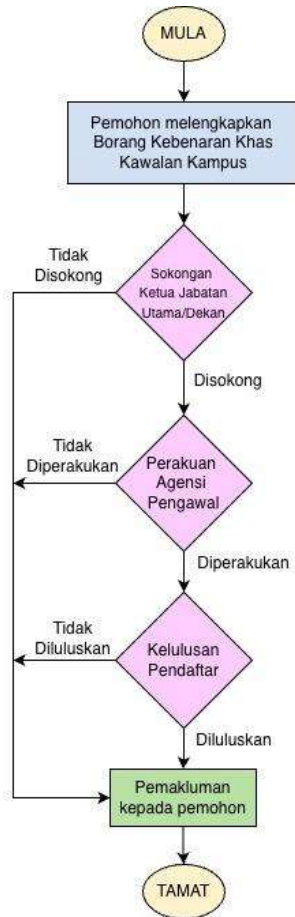 MULA
Pemohon melengkapkan
Borang Kebenaran Khas
Kawalan Kampus
Tidak
Disokong
Sokongan
Ketua Jabatan
Utama/Dekan
Disokong
Tidak
Diperakukan
Perakuan
Agensi
Pengawal
Diperakukan
Tidak
Diluluskan
Kelulusan
Pendaftar
Diluluskan
Pemakluman
kepada pemohon
TAMAT